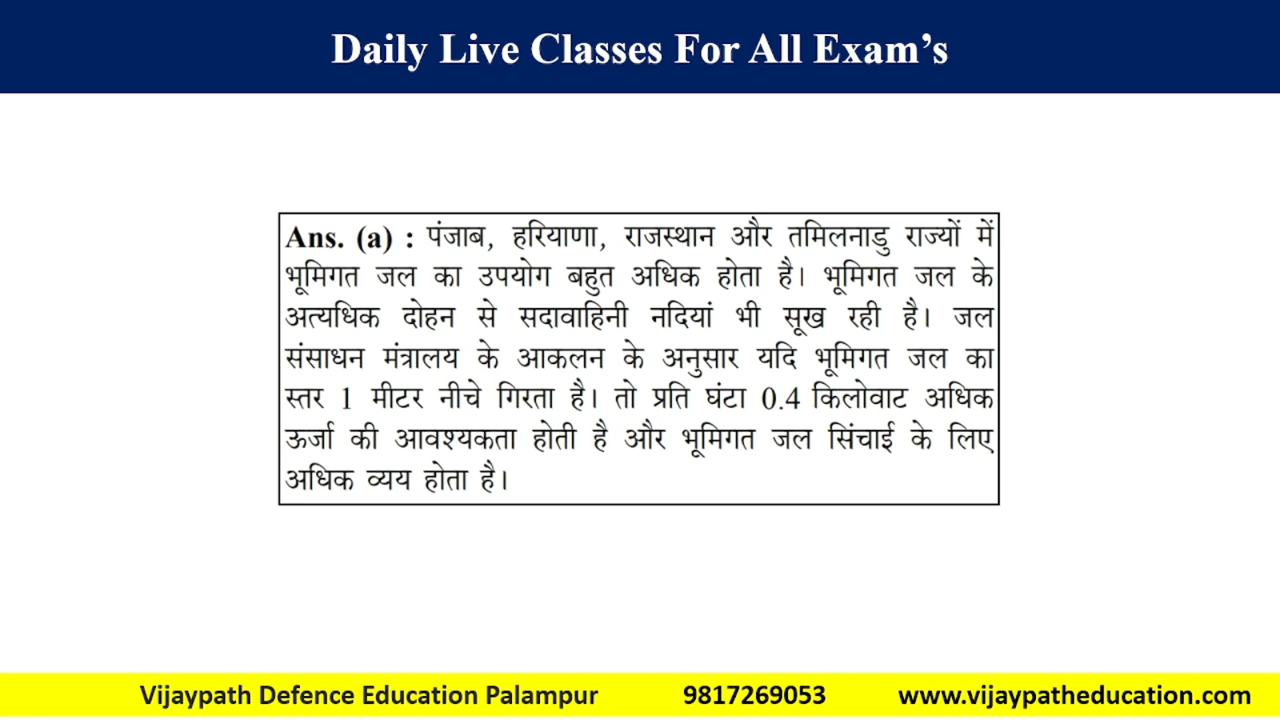 Daily Live Classes For All Exam’s
Ans. (a) : पंजाब, हरियाणा, राजस्थान और तमिलनाडु राज्यों में
भूमिगत जल का उपयोग बहुत अधिक होता है। भूमिगत जल के
अत्यधिक दोहन से सदावाहिनी नदियां भी सूख रही है। जल
संसाधन मंत्रालय के आकलन के अनुसार यदि भूमिगत जल का
स्तर 1 मीटर नीचे गिरता है। तो प्रति घंटा 0.4 किलोवाट अधिक
ऊर्जा की आवश्यकता होती है और भूमिगत जल सिंचाई के लिए
अधिक व्यय होता है।
Vijaypath Defence Education Palampur 9817269053 www.vijaypatheducation.com